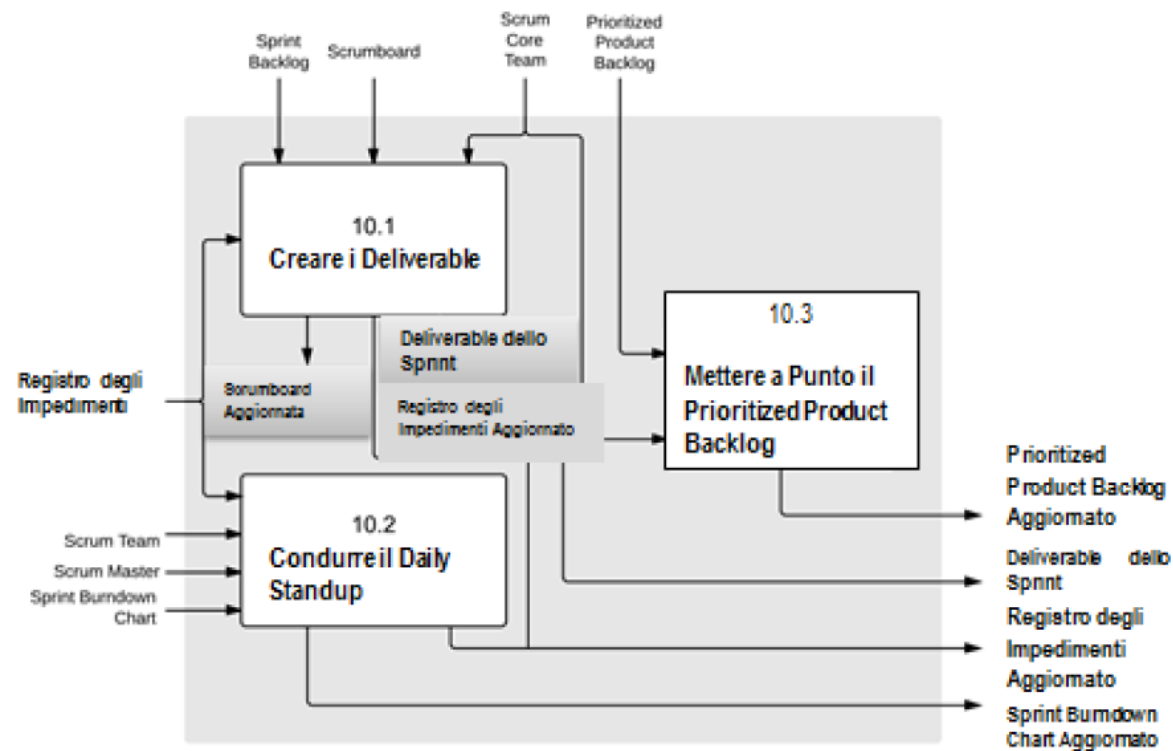 Sprint
Backlog
Scrumboard
Scrum
Core
Team
Prioritized
Product
Backlog
10.1
Creare i Deliverable
10.3
Mettere a Punto il
Prioritized Product
Backlog
Deliverable dello
Sprint
Registro degli
Impedimenti
Scrumboard
Aggiornata
Registro degli
Impedimenti Aggiornato
10.2
Condurre il Daily
Standup
Scrum Team
Scrum Master
Sprint Burndown
Chart
Prioritized
Product Backlog
Aggiornato
Deliverable dello
Sprint
Registro degli
Impedimenti
Aggiornato
Sprint Burndown
Chart Aggiornato